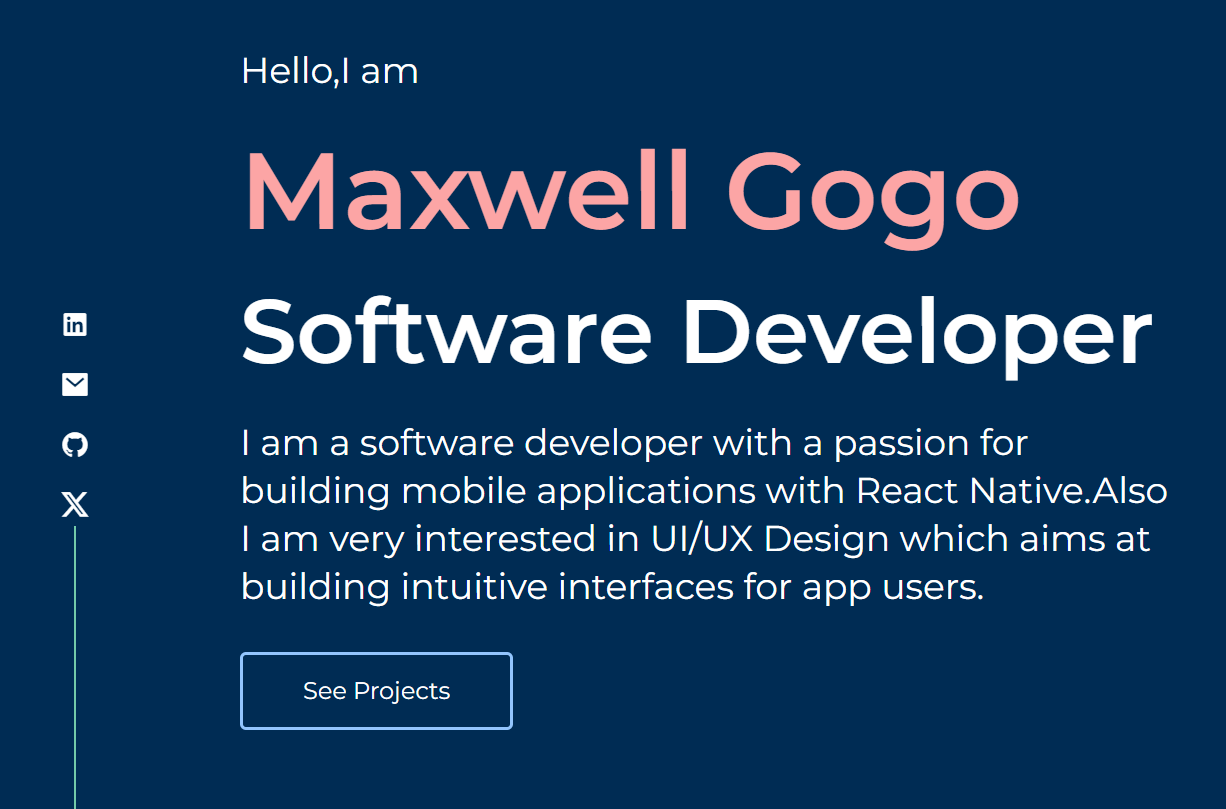 Hello,I am
Maxwell Gogo
Software Developer
I am a software developer with a passion for
building mobile applications with React Native.Also
I am very interested in UI/UX Design which aims at
building intuitive interfaces for app users.
See Projects